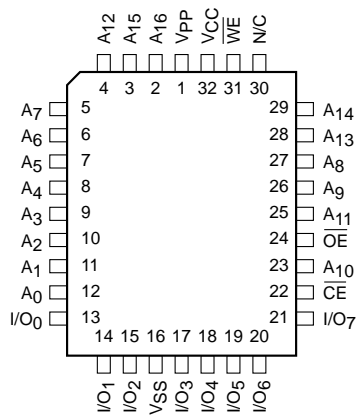 A12 A15 A16 VPP VCC W̅E̅ N/C
4 3 2 1 32 31 30
A7 5 29 A14
A6 6 28 A13
A5 7 27 A8
A4 8 26 A9
A3 9 25 A11
A2 10 24 O̅E̅
A1 11 23 A10
A0 12 22 C̅E̅
I/O0 13 21 I/O7
14 15 16 17 18 19 20
I/O1 I/O2 VSS I/O3 I/O4 I/O5 I/O6